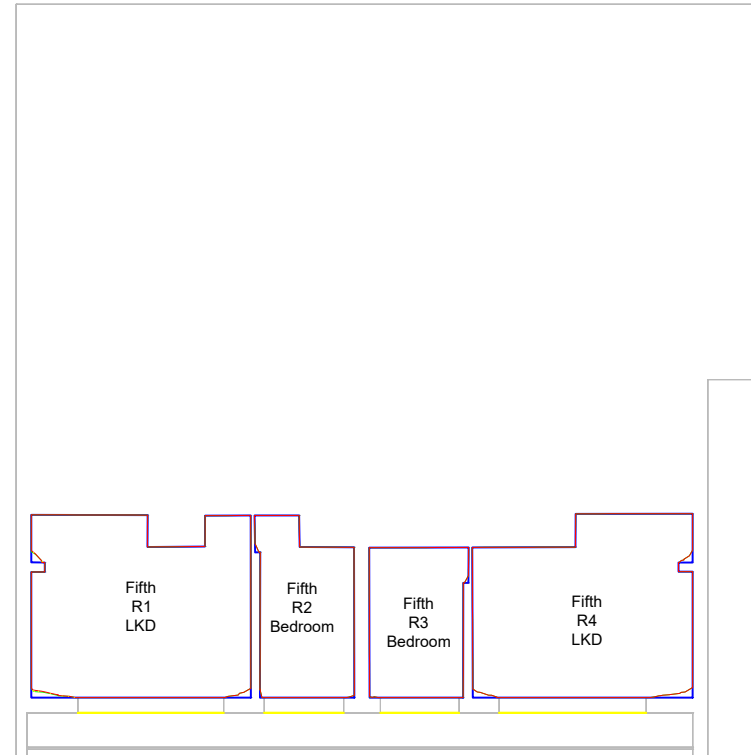 Fifth
R1
LKD
Fifth
R2
Bedroom
Fifth
R3
Bedroom
Fifth
R4
LKD